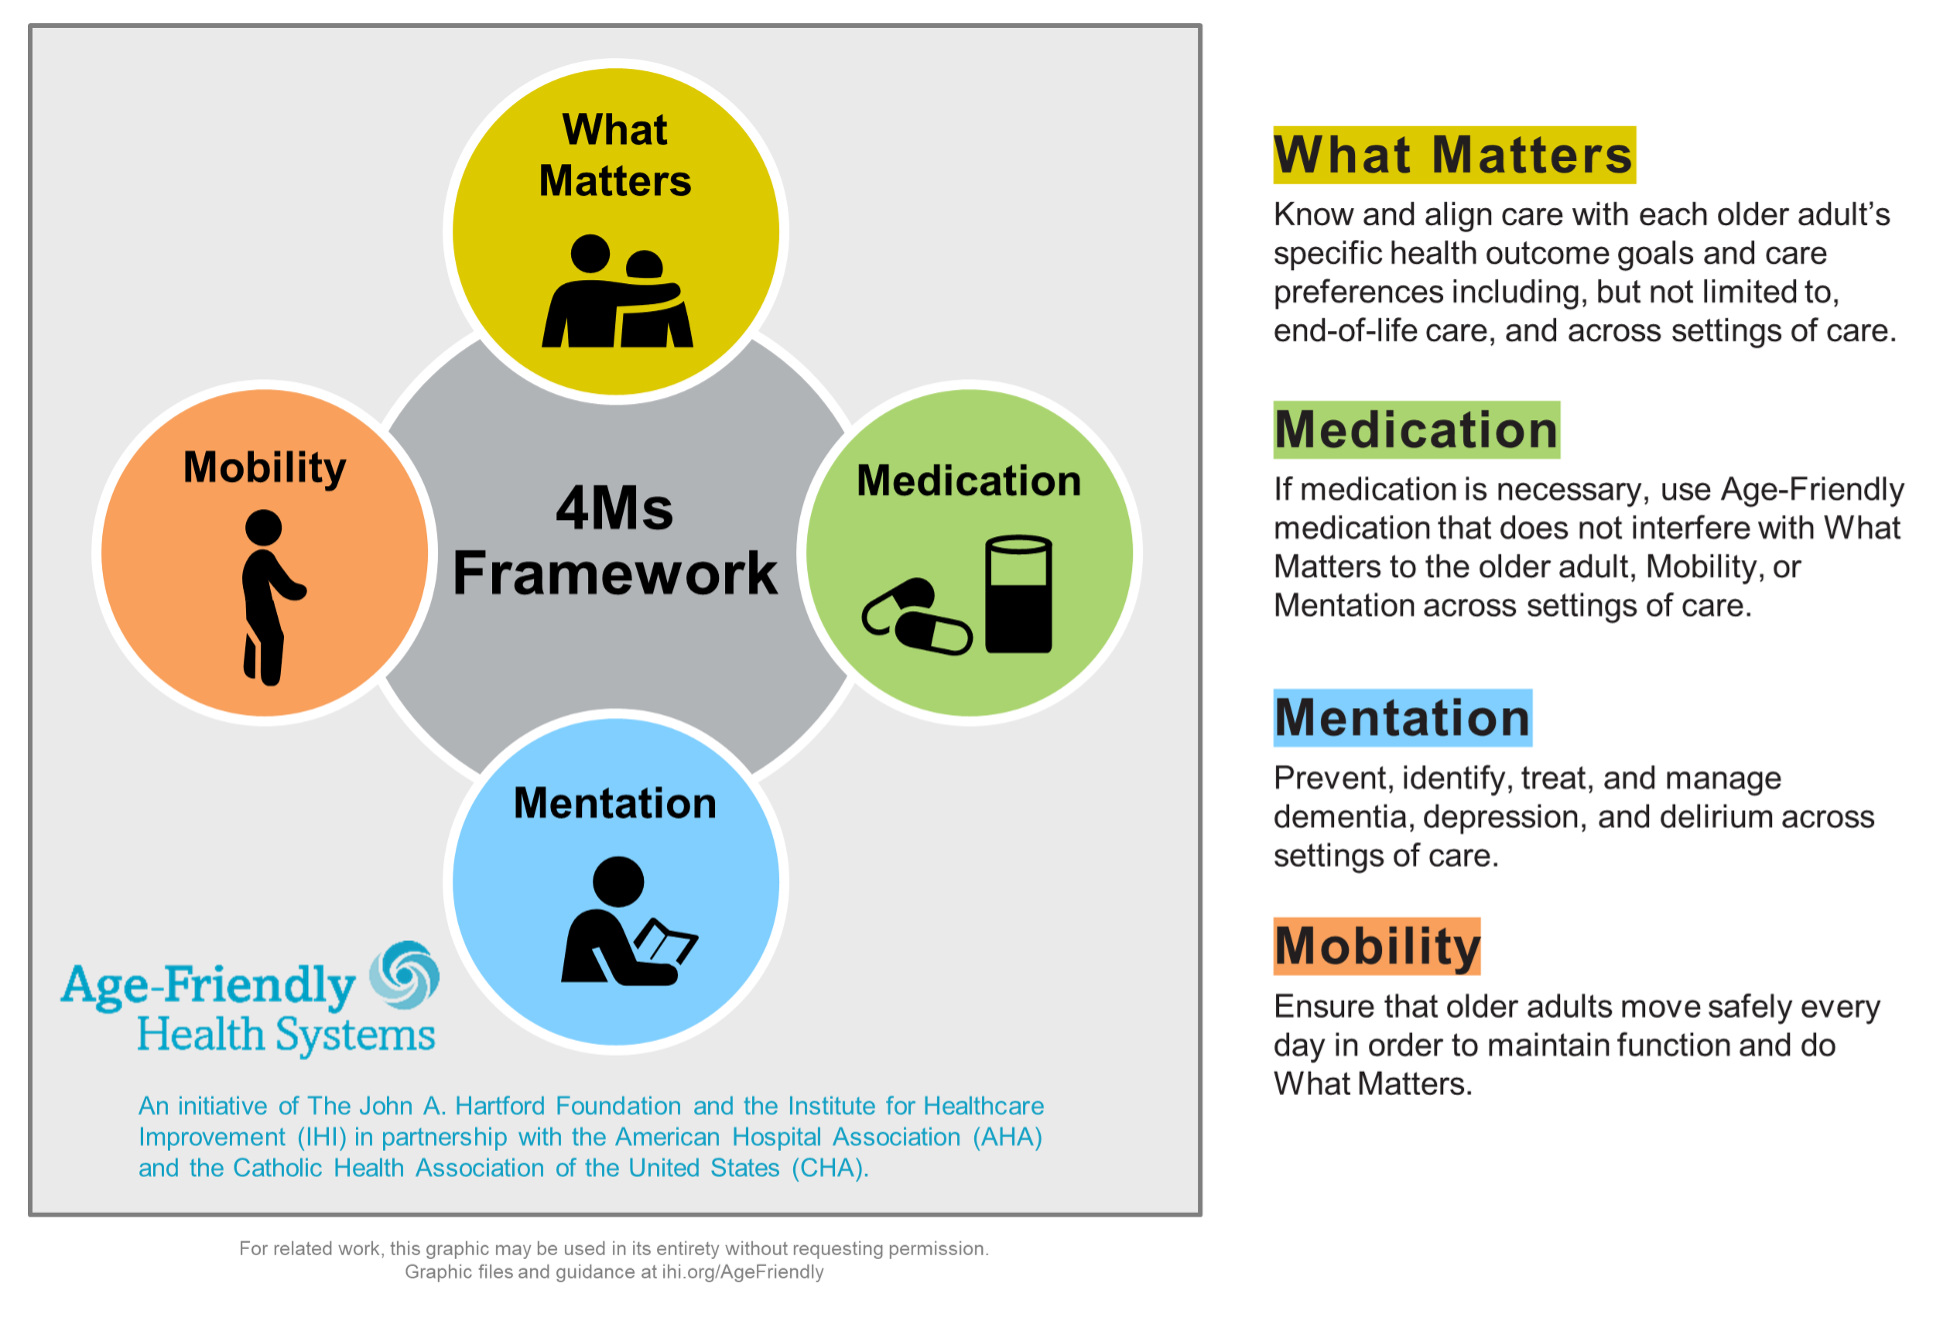 What
Matters
Mobility
4Ms
Framework
Medication
Mentation
Age-Friendly
Health Systems
An initiative of The John A. Hartford Foundation and the Institute for Healthcare
Improvement (IHI) in partnership with the American Hospital Association (AHA)
and the Catholic Health Association of the United States (CHA).
For related work, this graphic may be used in its entirety without requesting permission.
Graphic files and guidance at ihi.org/AgeFriendly
What Matters
Know and align care with each older adult’s
specific health outcome goals and care
preferences including, but not limited to,
end-of-life care, and across settings of care.
Medication
If medication is necessary, use Age-Friendly
medication that does not interfere with What
Matters to the older adult, Mobility, or
Mentation across settings of care.
Mentation
Prevent, identify, treat, and manage
dementia, depression, and delirium across
settings of care.
Mobility
Ensure that older adults move safely every
day in order to maintain function and do
What Matters.